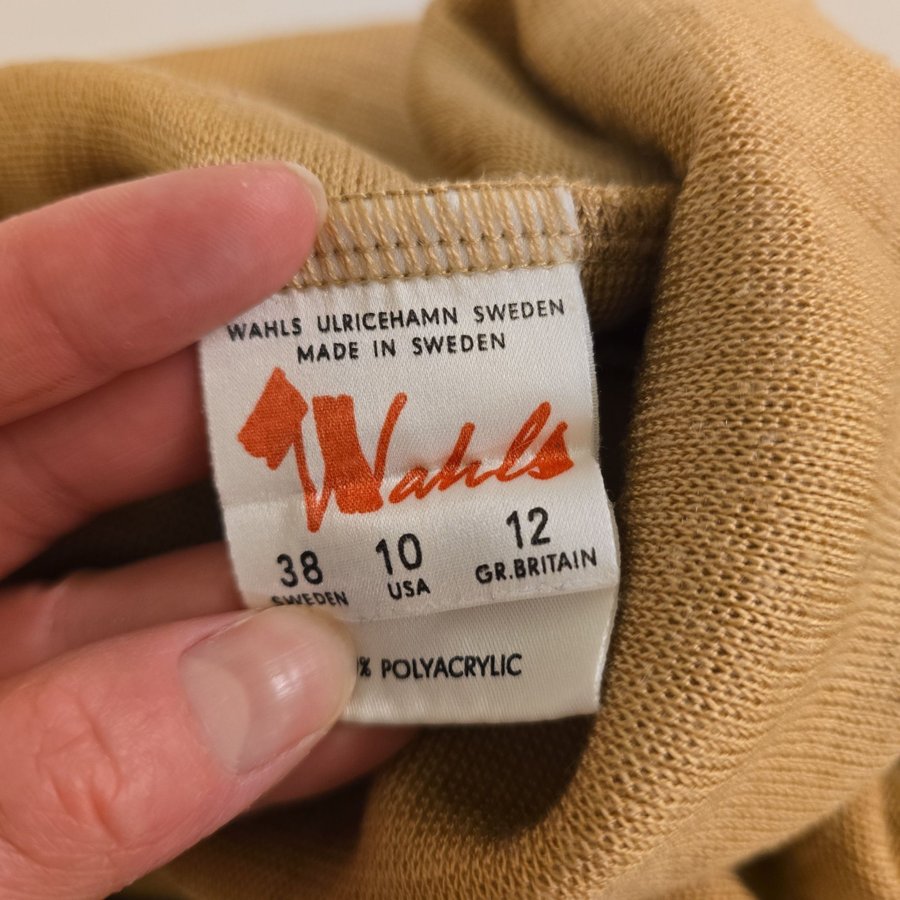 WAHLS ULRICEHAMN SWEDEN
MADE IN SWEDEN
Wahls
38 10 12
SWEDEN USA GR.BRITAIN
% POLYACRYLIC